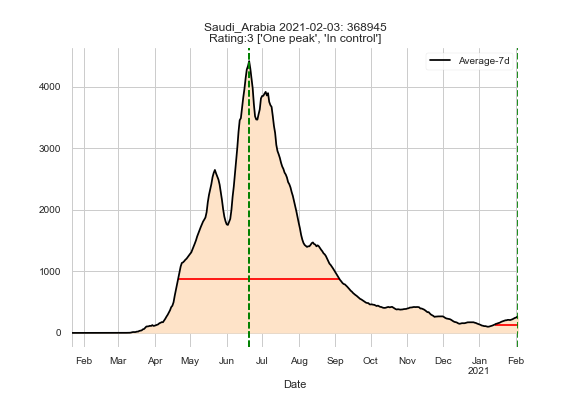 Saudi_Arabia 2021-02-03: 368945
Rating:3 ['One peak', 'In control']
Average-7d
4000
3000
2000
1000
0
Feb Mar Apr May Jun Jul Aug Sep Oct Nov Dec Jan Feb
2021
Date